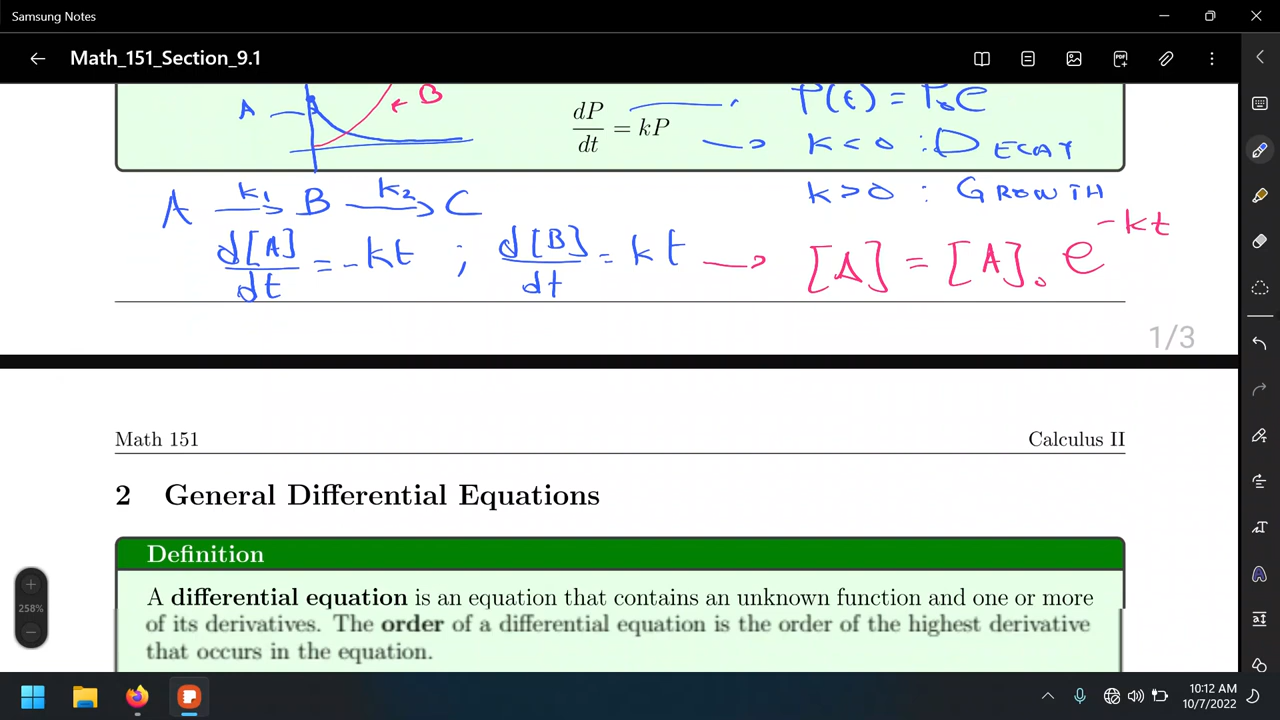 Samsung Notes
Math_151_Section_9.1
A
B
dP/dt = kP
P(t) = P₀e
k < 0 : DECAY
k > 0 : GROWTH
A k₁→ B k₂→ C
d[A]/dt = -kt ; d[B]/dt = kt → [A] = [A]₀ e^-kt
1/3
Math 151 Calculus II
2 General Differential Equations
Definition
A differential equation is an equation that contains an unknown function and one or more
of its derivatives. The order of a differential equation is the order of the highest derivative
that occurs in the equation.
258%
10:12 AM
10/7/2022